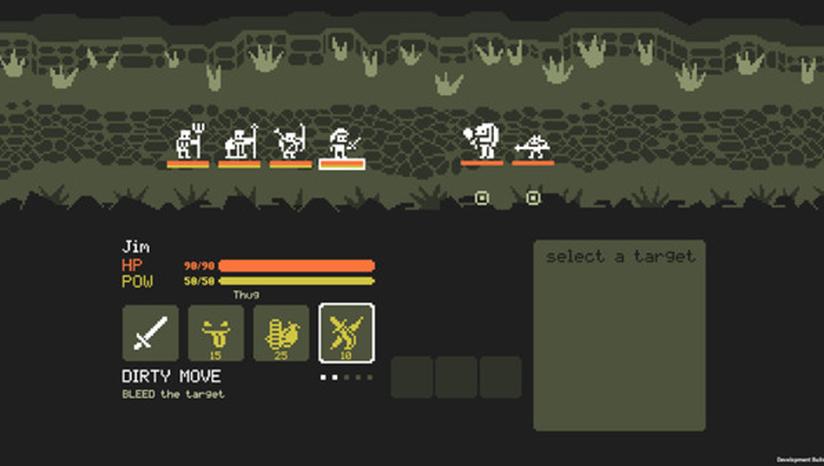 Jim
HP 90/90
POW 50/50
Thug
15 25 10
DIRTY MOVE
BLEED the target
select a target
Development Build